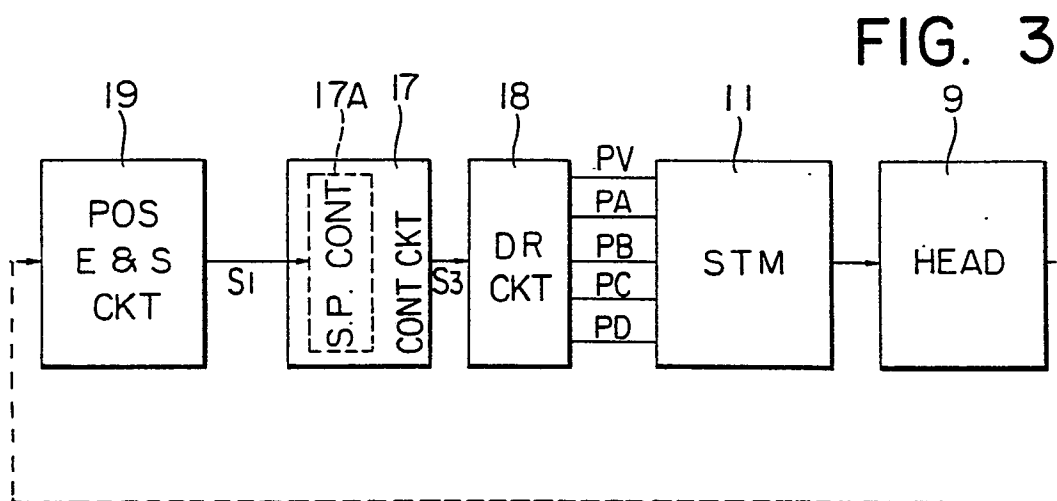 FIG. 3
19
17A
17
18
11
9
POS
E & S
CKT
S1
S.P. CONT
CONT CKT
S3
DR
CKT
PV
PA
PB
PC
PD
STM
HEAD